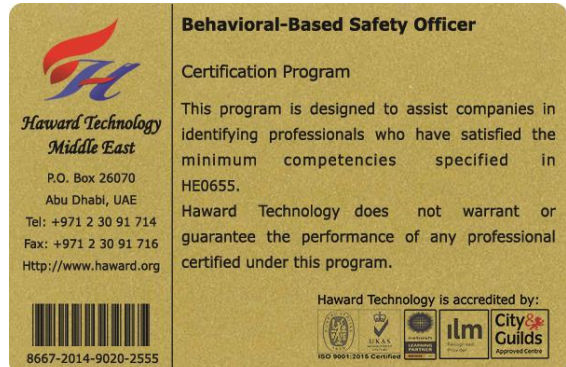 Haward Technology
Middle East
P.O. Box 26070
Abu Dhabi, UAE
Tel: +971 2 30 91 714
Fax: +971 2 30 91 716
Http://www.haward.org
8667-2014-9020-2555
Behavioral-Based Safety Officer
Certification Program
This program is designed to assist companies in
identifying professionals who have satisfied the
minimum competencies specified in
HE0655.
Haward Technology does not warrant or
guarantee the performance of any professional
certified under this program.
Haward Technology is accredited by:
UKAS
LEARNING
PARTNER
ilm
Recognised
Provider
City&
Guilds
Approved Centre
ISO 9001:2015 Certified